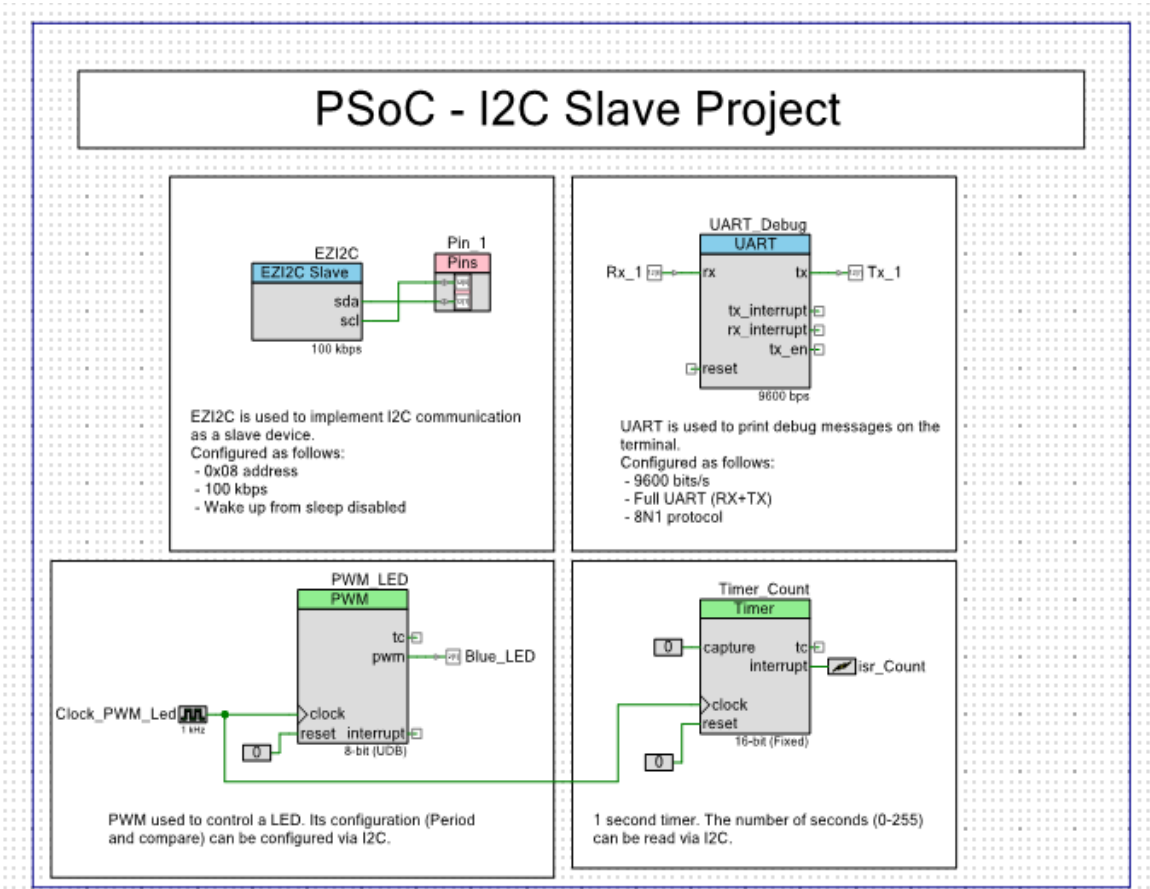 PSoC - I2C Slave Project
EZI2C
EZI2C Slave
sda
scl
100 kbps
Pin_1
Pins
EZI2C is used to implement I2C communication
as a slave device.
Configured as follows:
- 0x08 address
- 100 kbps
- Wake up from sleep disabled
UART_Debug
UART
Rx_1
rx
tx
Tx_1
tx_interrupt
rx_interrupt
tx_en
reset
9600 bps
UART is used to print debug messages on the
terminal.
Configured as follows:
- 9600 bits/s
- Full UART (RX+TX)
- 8N1 protocol
PWM_LED
PWM
tc
pwm
Blue_LED
Clock_PWM_Led
1 kHz
clock
reset
interrupt
0
8-bit (UDB)
PWM used to control a LED. Its configuration (Period
and compare) can be configured via I2C.
Timer_Count
Timer
0
capture
tc
interrupt
isr_Count
clock
reset
16-bit (Fixed)
0
1 second timer. The number of seconds (0-255)
can be read via I2C.